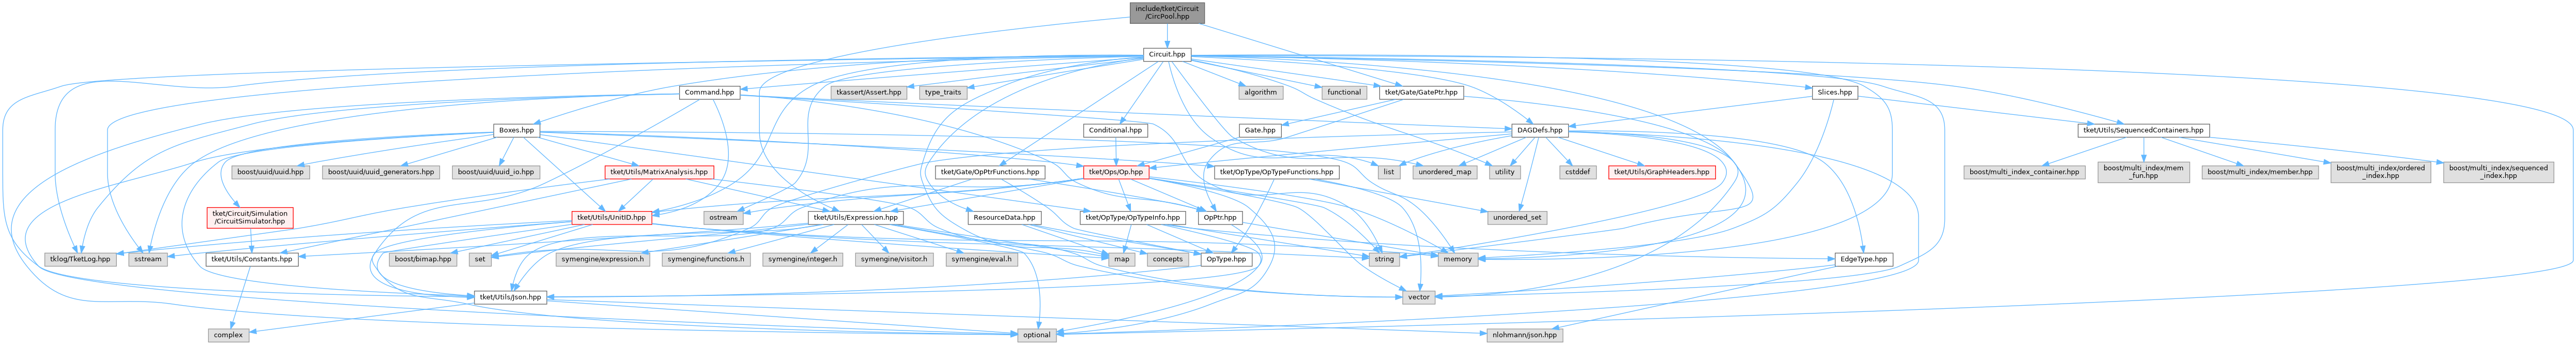 include/tket/Circuit
/CircPool.hpp
Circuit.hpp
Command.hpp
tkassert/Assert.hpp
type_traits
algorithm
functional
tket/Gate/GatePtr.hpp
Slices.hpp
Boxes.hpp
Conditional.hpp
Gate.hpp
DAGDefs.hpp
tket/Utils/SequencedContainers.hpp
boost/uuid/uuid.hpp
boost/uuid/uuid_generators.hpp
boost/uuid/uuid_io.hpp
tket/Utils/MatrixAnalysis.hpp
tket/Gate/OpPtrFunctions.hpp
tket/Ops/Op.hpp
tket/OpType/OpTypeFunctions.hpp
list
unordered_map
utility
cstddef
tket/Utils/GraphHeaders.hpp
boost/multi_index_container.hpp
boost/multi_index/mem
_fun.hpp
boost/multi_index/member.hpp
boost/multi_index/ordered
_index.hpp
boost/multi_index/sequenced
_index.hpp
tket/Circuit/Simulation
/CircuitSimulator.hpp
tket/Utils/UnitID.hpp
ostream
tket/Utils/Expression.hpp
ResourceData.hpp
tket/OpType/OpTypeInfo.hpp
OpPtr.hpp
unordered_set
tklog/TketLog.hpp
sstream
tket/Utils/Constants.hpp
boost/bimap.hpp
set
symengine/expression.h
symengine/functions.h
symengine/integer.h
symengine/visitor.h
symengine/eval.h
map
concepts
OpType.hpp
string
memory
EdgeType.hpp
tket/Utils/Json.hpp
vector
complex
optional
nlohmann/json.hpp